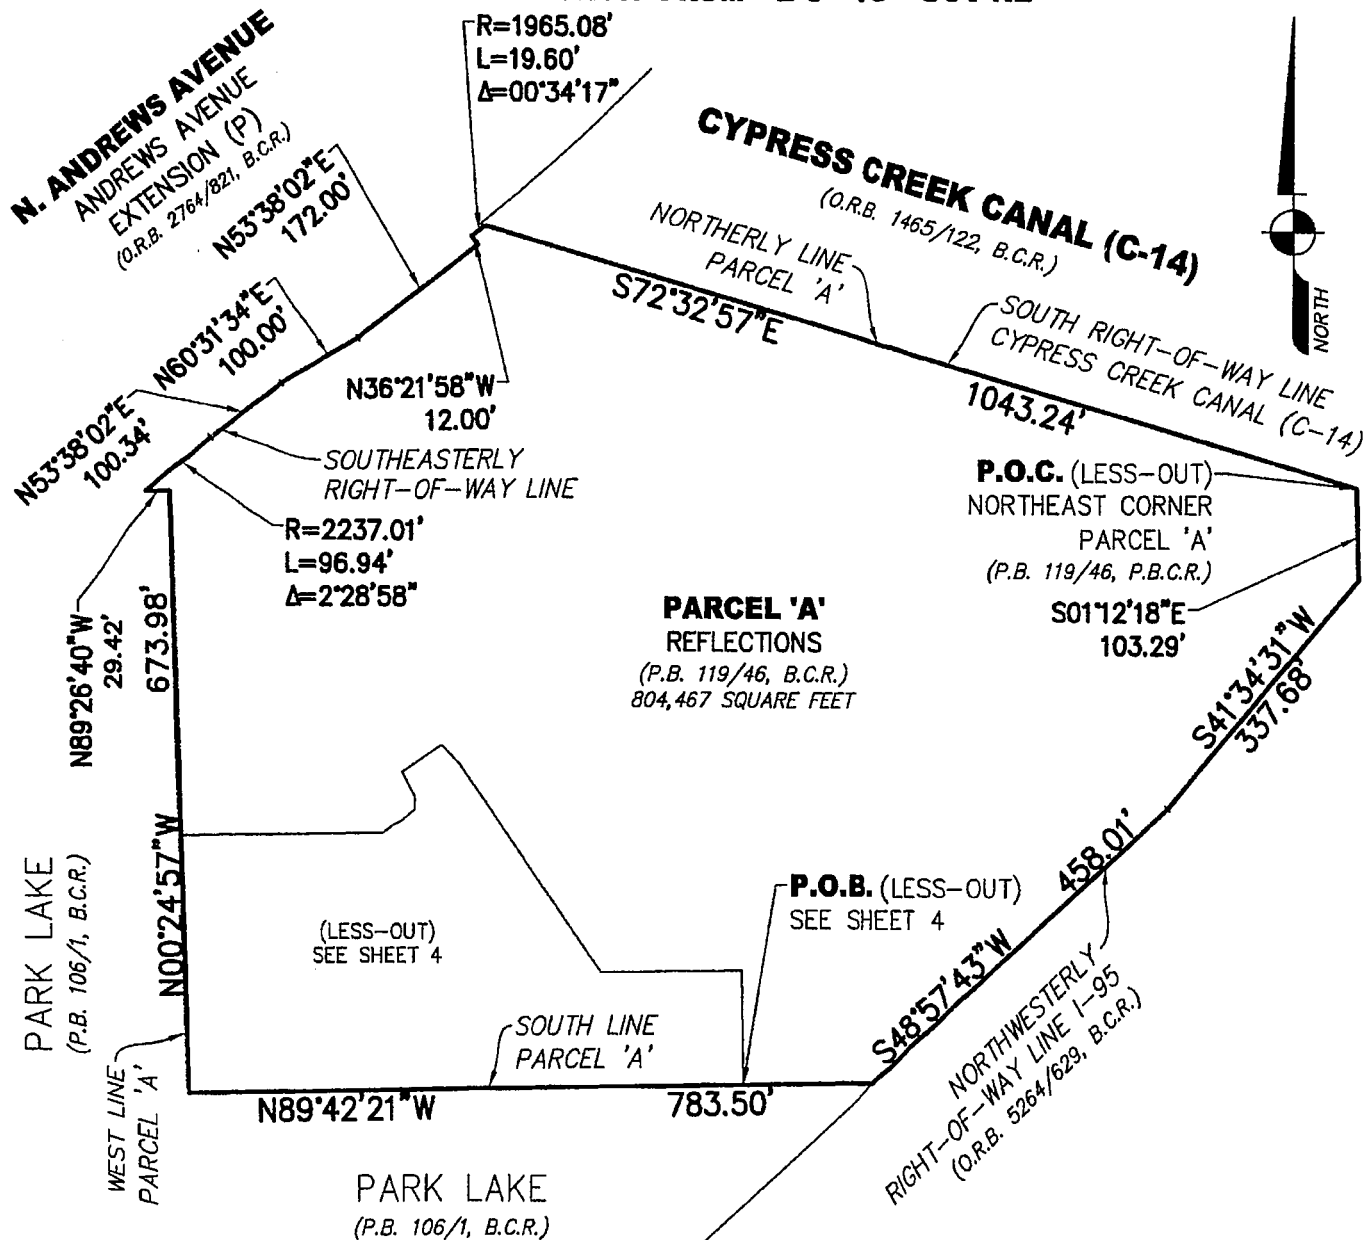 R=1965.08'
L=19.60'
Δ=00°34'17"
N. ANDREWS AVENUE
ANDREWS AVENUE
EXTENSION (P)
(O.R.B. 2764/821, B.C.R.)
N53°38'02"E
172.00'
N60°31'34"E
100.00'
N53°38'02"E
100.34'
CYPRESS CREEK CANAL (C-14)
(O.R.B. 1465/122, B.C.R.)
NORTHERLY LINE
PARCEL 'A'
S72°32'57"E
1043.24'
SOUTH RIGHT-OF-WAY LINE
CYPRESS CREEK CANAL (C-14)
NORTH
N36°21'58"W
12.00'
SOUTHEASTERLY
RIGHT-OF-WAY LINE
R=2237.01'
L=96.94'
Δ=2°28'58"
P.O.C. (LESS-OUT)
NORTHEAST CORNER
PARCEL 'A'
(P.B. 119/46, P.B.C.R.)
S01°12'18"E
103.29'
N89°26'40"W
29.42'
673.98'
N00°24'57"W
PARCEL 'A'
REFLECTIONS
(P.B. 119/46, B.C.R.)
804,467 SQUARE FEET
S41°34'31"W
337.68'
458.01'
S48°57'43"W
P.O.B. (LESS-OUT)
SEE SHEET 4
(LESS-OUT)
SEE SHEET 4
PARK LAKE
(P.B. 106/1, B.C.R.)
WEST LINE
PARCEL 'A'
SOUTH LINE
PARCEL 'A'
N89°42'21"W
783.50'
NORTHWESTERLY
RIGHT-OF-WAY LINE I-95
(O.R.B. 5264/629, B.C.R.)
PARK LAKE
(P.B. 106/1, B.C.R.)